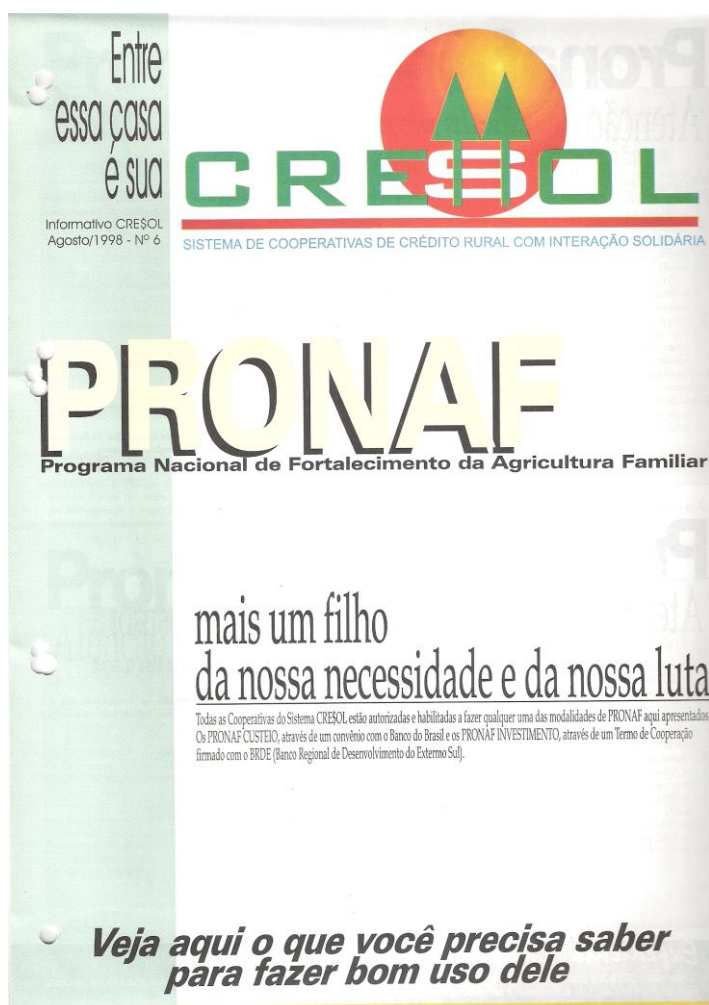 Entre
essa casa
é sua
Informativo CRE$OL
Agosto/1998 - Nº 6
CRE$OL
SISTEMA DE COOPERATIVAS DE CRÉDITO RURAL COM INTERAÇÃO SOLIDÁRIA
PRONAF
Programa Nacional de Fortalecimento da Agricultura Familiar
mais um filho
da nossa necessidade e da nossa luta
Todas as Cooperativas do Sistema CRE$OL estão autorizadas e habilitadas a fazer qualquer uma das modalidades de PRONAF aqui apresentados
Os PRONAF CUSTEIO, através de um convênio com o Banco do Brasil e os PRONAF INVESTIMENTO, através de um Termo de Cooperação
firmado com o BRDE (Banco Regional de Desenvolvimento do Extermo Sul).
Veja aqui o que você precisa saber
para fazer bom uso dele